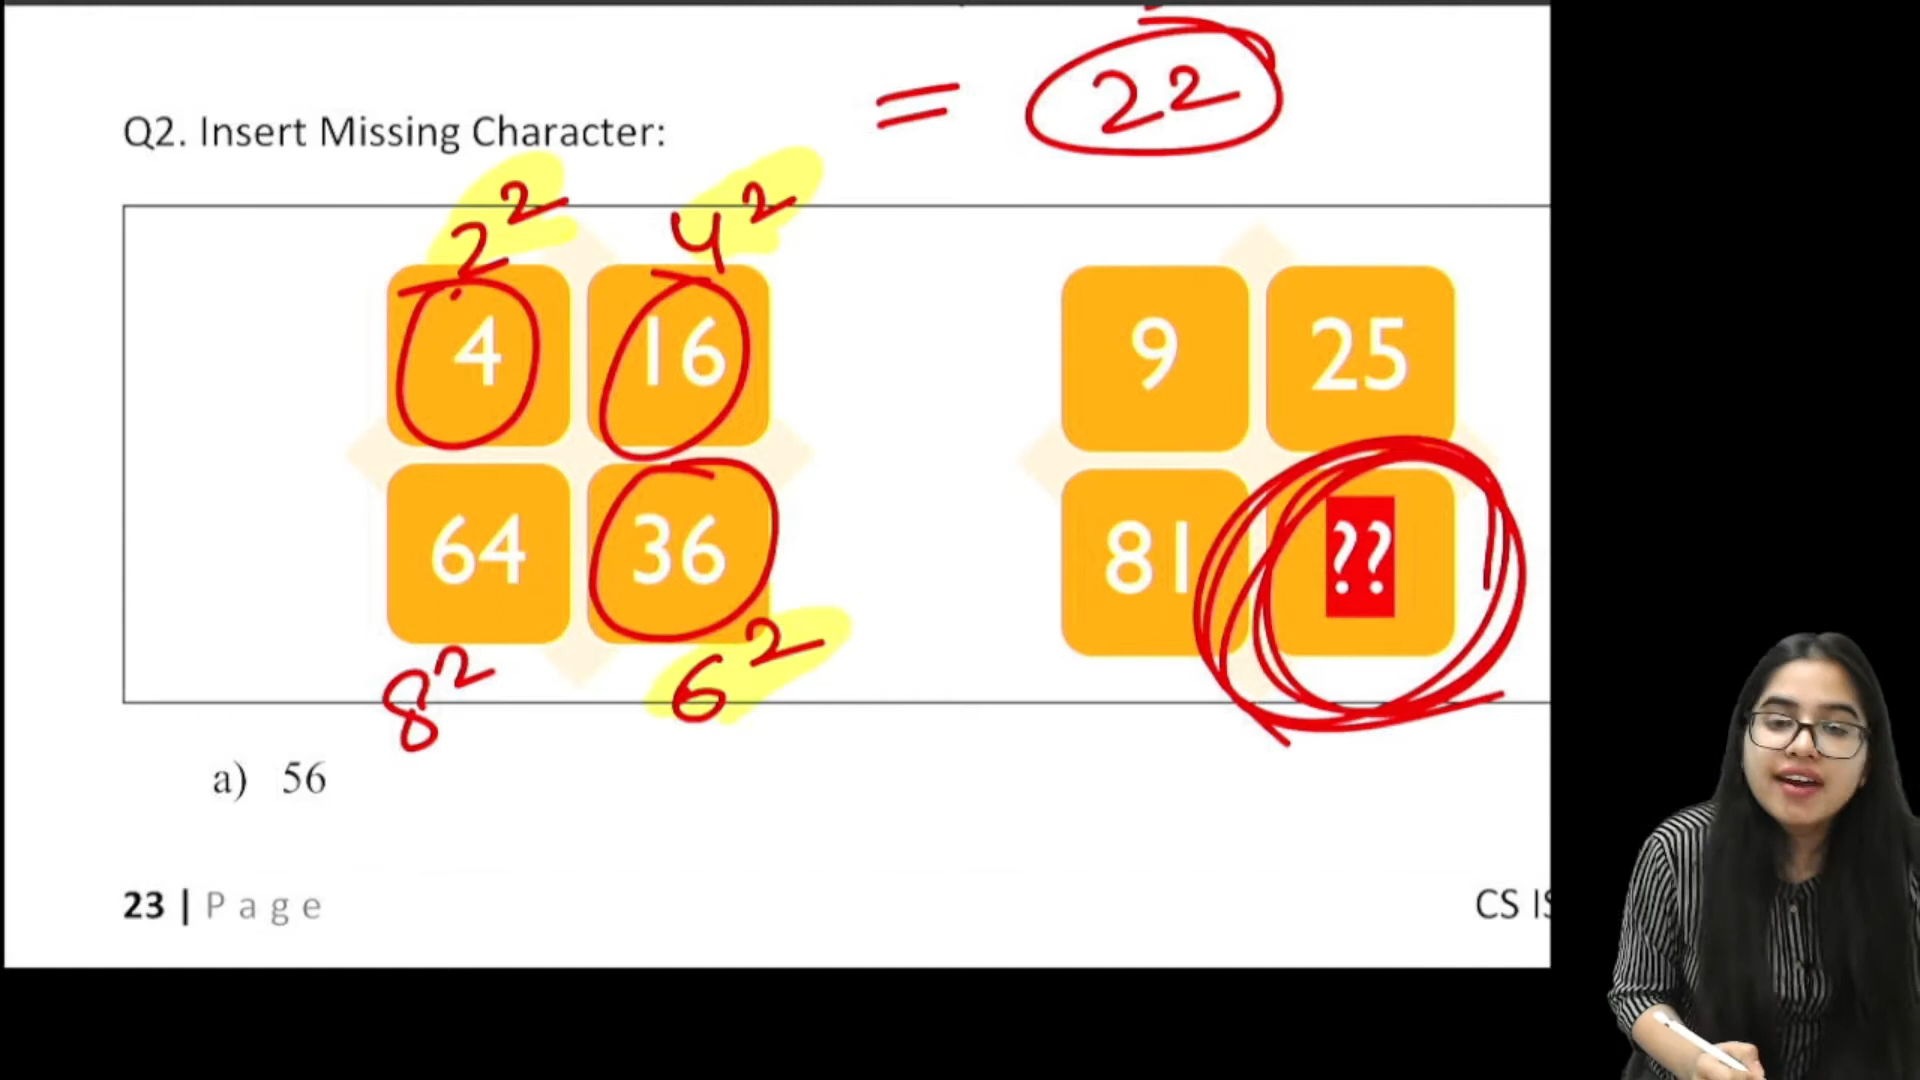 = 22
Q2. Insert Missing Character:
2² 4²
4 16 9 25
64 36 81 ??
8² 6²
a) 56
23 | Page CS IS